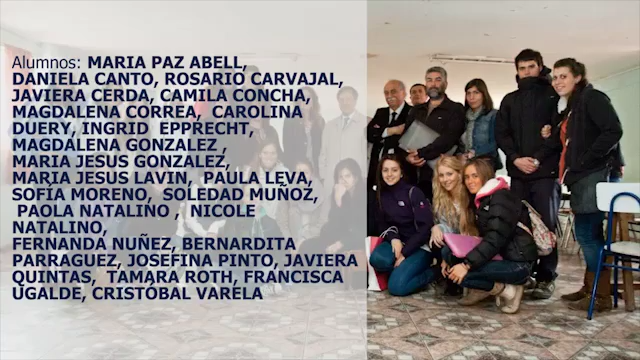 Alumnos: MARIA PAZ ABELL,
DANIELA CANTO, ROSARIO CARVAJAL,
JAVIERA CERDA, CAMILA CONCHA,
MAGDALENA CORREA, CAROLINA
DUERY, INGRID EPPRECHT,
MAGDALENA GONZALEZ ,
MARIA JESUS GONZALEZ,
MARIA JESUS LAVIN, PAULA LEVA,
SOFÍA MORENO, SOLEDAD MUÑOZ,
PAOLA NATALINO , NICOLE
NATALINO,
FERNANDA NUÑEZ, BERNARDITA
PARRAGUEZ, JOSEFINA PINTO, JAVIERA
QUINTAS, TAMARA ROTH, FRANCISCA
UGALDE, CRISTÓBAL VARELA